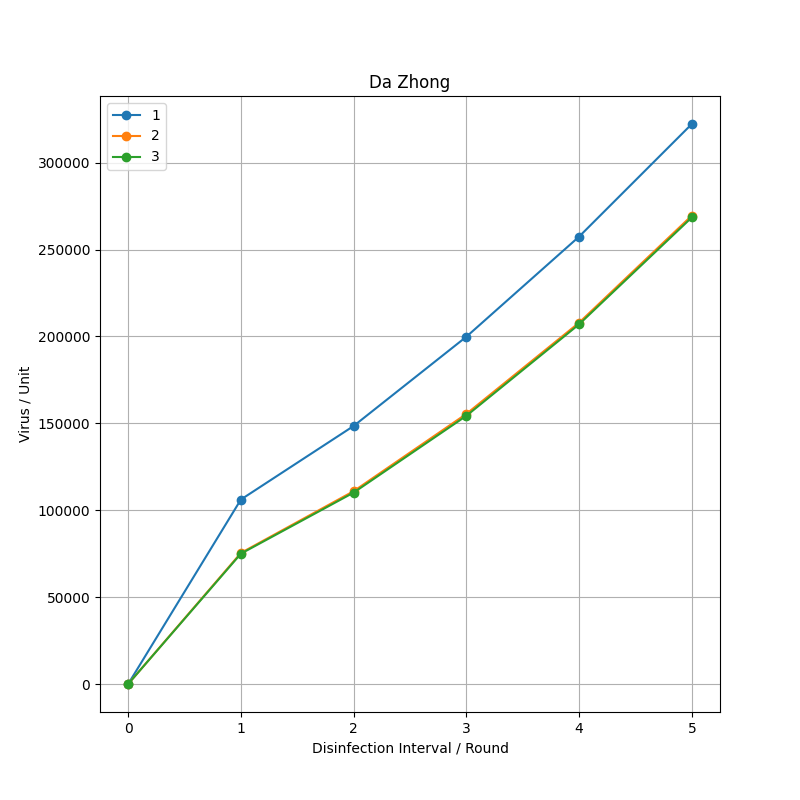 Da Zhong
1
2
3
300000
250000
200000
150000
100000
50000
0
Virus / Unit
0 1 2 3 4 5
Disinfection Interval / Round